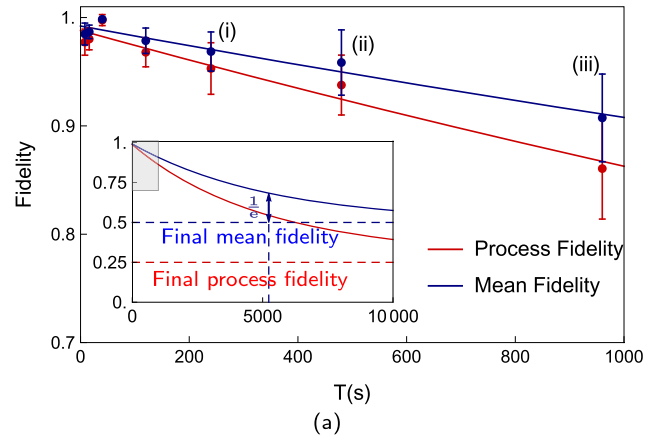 1.
(i)
(ii)
(iii)
0.9
0.8
0.7
Fidelity
1.
0.75
0.5
0.25
0.
1/e
Final mean fidelity
Final process fidelity
0
5000
10 000
Process Fidelity
Mean Fidelity
0
200
400
600
800
1000
T(s)
(a)